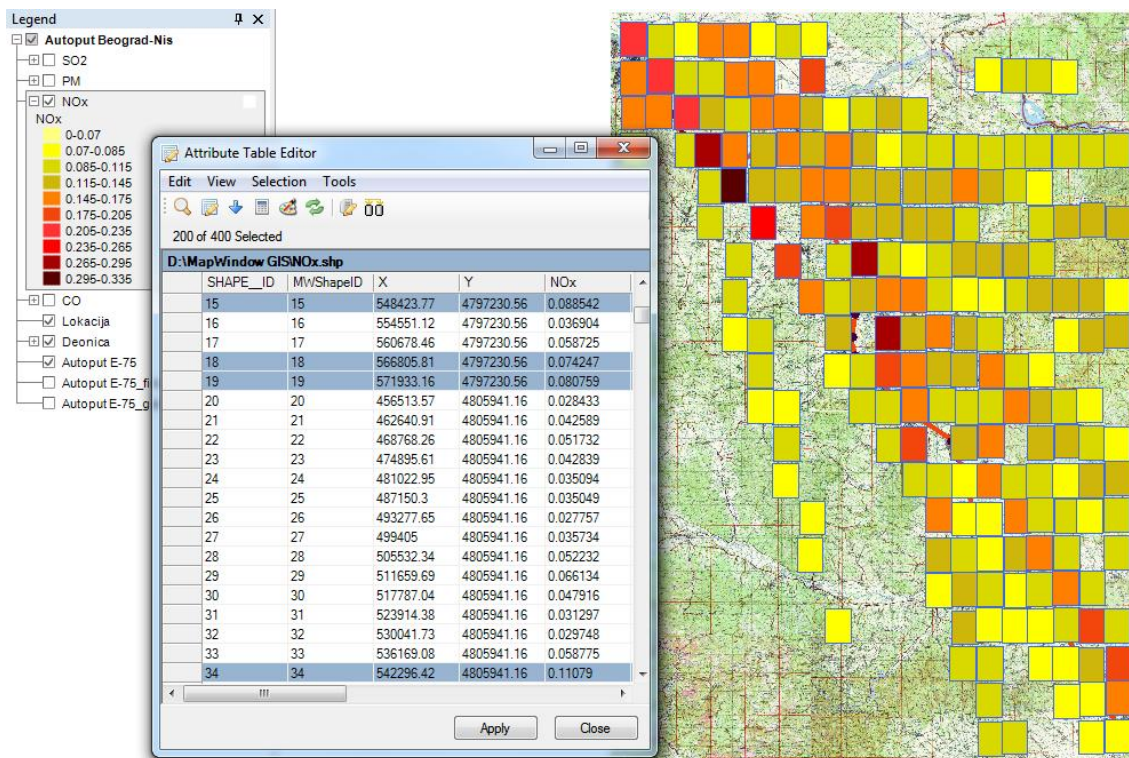 Legend
Autoput Beograd-Nis
SO2
PM
NOx
NOx
0-0.07
0.07-0.085
0.085-0.115
0.115-0.145
0.145-0.175
0.175-0.205
0.205-0.235
0.235-0.265
0.265-0.295
0.295-0.335
CO
Lokacija
Deonica
Autoput E-75
Autoput E-75_fi
Autoput E-75_g
Attribute Table Editor
Edit View Selection Tools
200 of 400 Selected
D:\MapWindow GIS\NOx.shp
SHAPE__ID MWShapeID X Y NOx
15 15 548423.77 4797230.56 0.088542
16 16 554551.12 4797230.56 0.036904
17 17 560678.46 4797230.56 0.058725
18 18 566805.81 4797230.56 0.074247
19 19 571933.16 4797230.56 0.080759
20 20 456513.57 4805941.16 0.028433
21 21 462640.91 4805941.16 0.042589
22 22 468768.26 4805941.16 0.051732
23 23 474895.61 4805941.16 0.042839
24 24 481022.95 4805941.16 0.035094
25 25 487150.3 4805941.16 0.035049
26 26 493277.65 4805941.16 0.027757
27 27 499405 4805941.16 0.035734
28 28 505532.34 4805941.16 0.052232
29 29 511659.69 4805941.16 0.066134
30 30 517787.04 4805941.16 0.047916
31 31 523914.38 4805941.16 0.031297
32 32 530041.73 4805941.16 0.029748
33 33 536169.08 4805941.16 0.058775
34 34 542296.42 4805941.16 0.11079
Apply Close